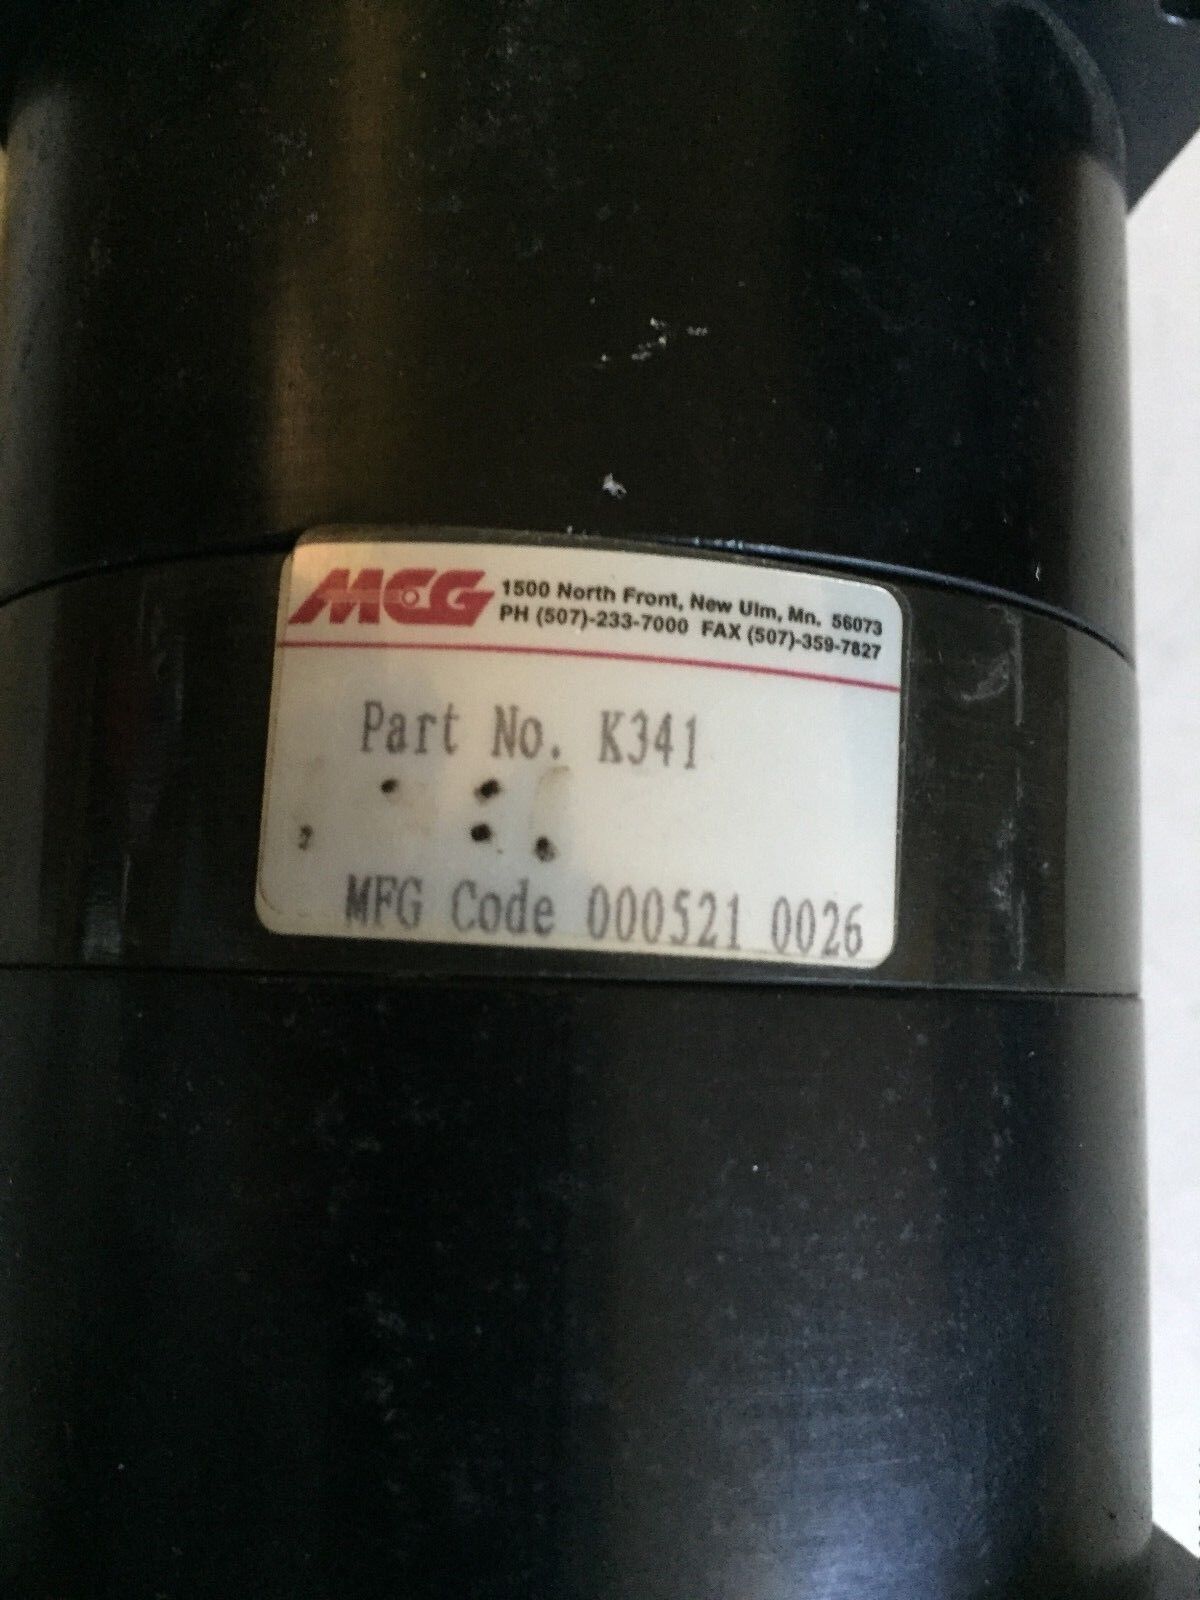 MCG 1500 North Front, New Ulm, Mn. 56073
PH (507)-233-7000 FAX (507)-359-7827
Part No. K341
MFG Code 000521 0026